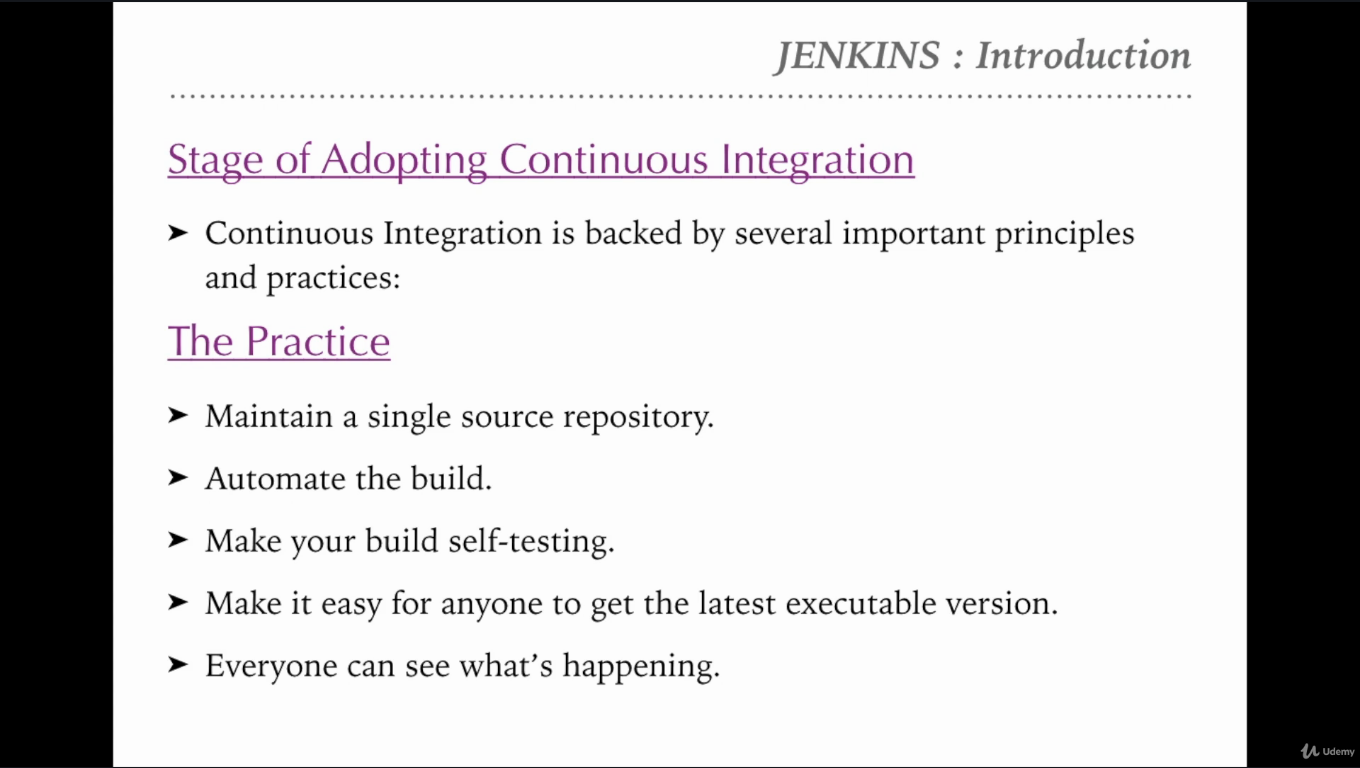 JENKINS : Introduction
Stage of Adopting Continuous Integration
➤ Continuous Integration is backed by several important principles
and practices:
The Practice
➤ Maintain a single source repository.
➤ Automate the build.
➤ Make your build self-testing.
➤ Make it easy for anyone to get the latest executable version.
➤ Everyone can see what’s happening.
Udemy